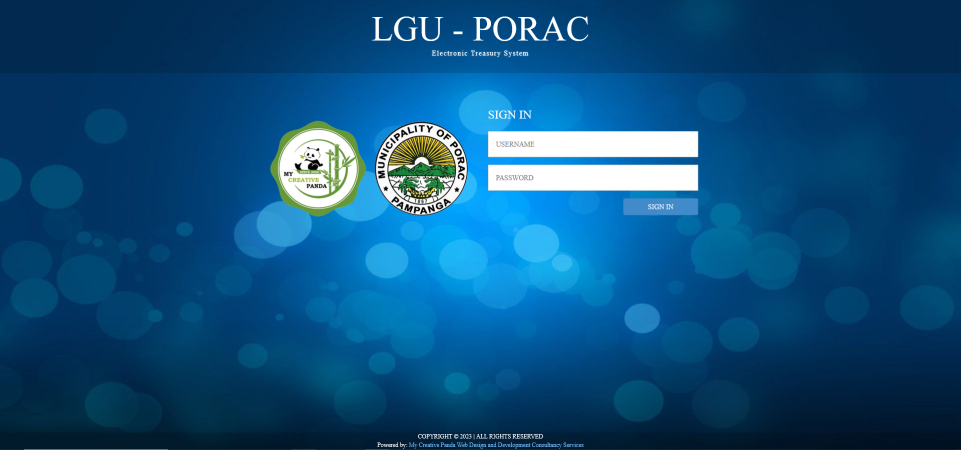 LGU - PORAC
Electronic Treasury System
SIGN IN
MY
CREATIVE
PANDA
MUNICIPALITY OF PORAC
PAMPANGA
USERNAME
PASSWORD
SIGN IN
COPYRIGHT © 2023 | ALL RIGHTS RESERVED
Powered by: My Creative Panda Web Design and Development Consultancy Services